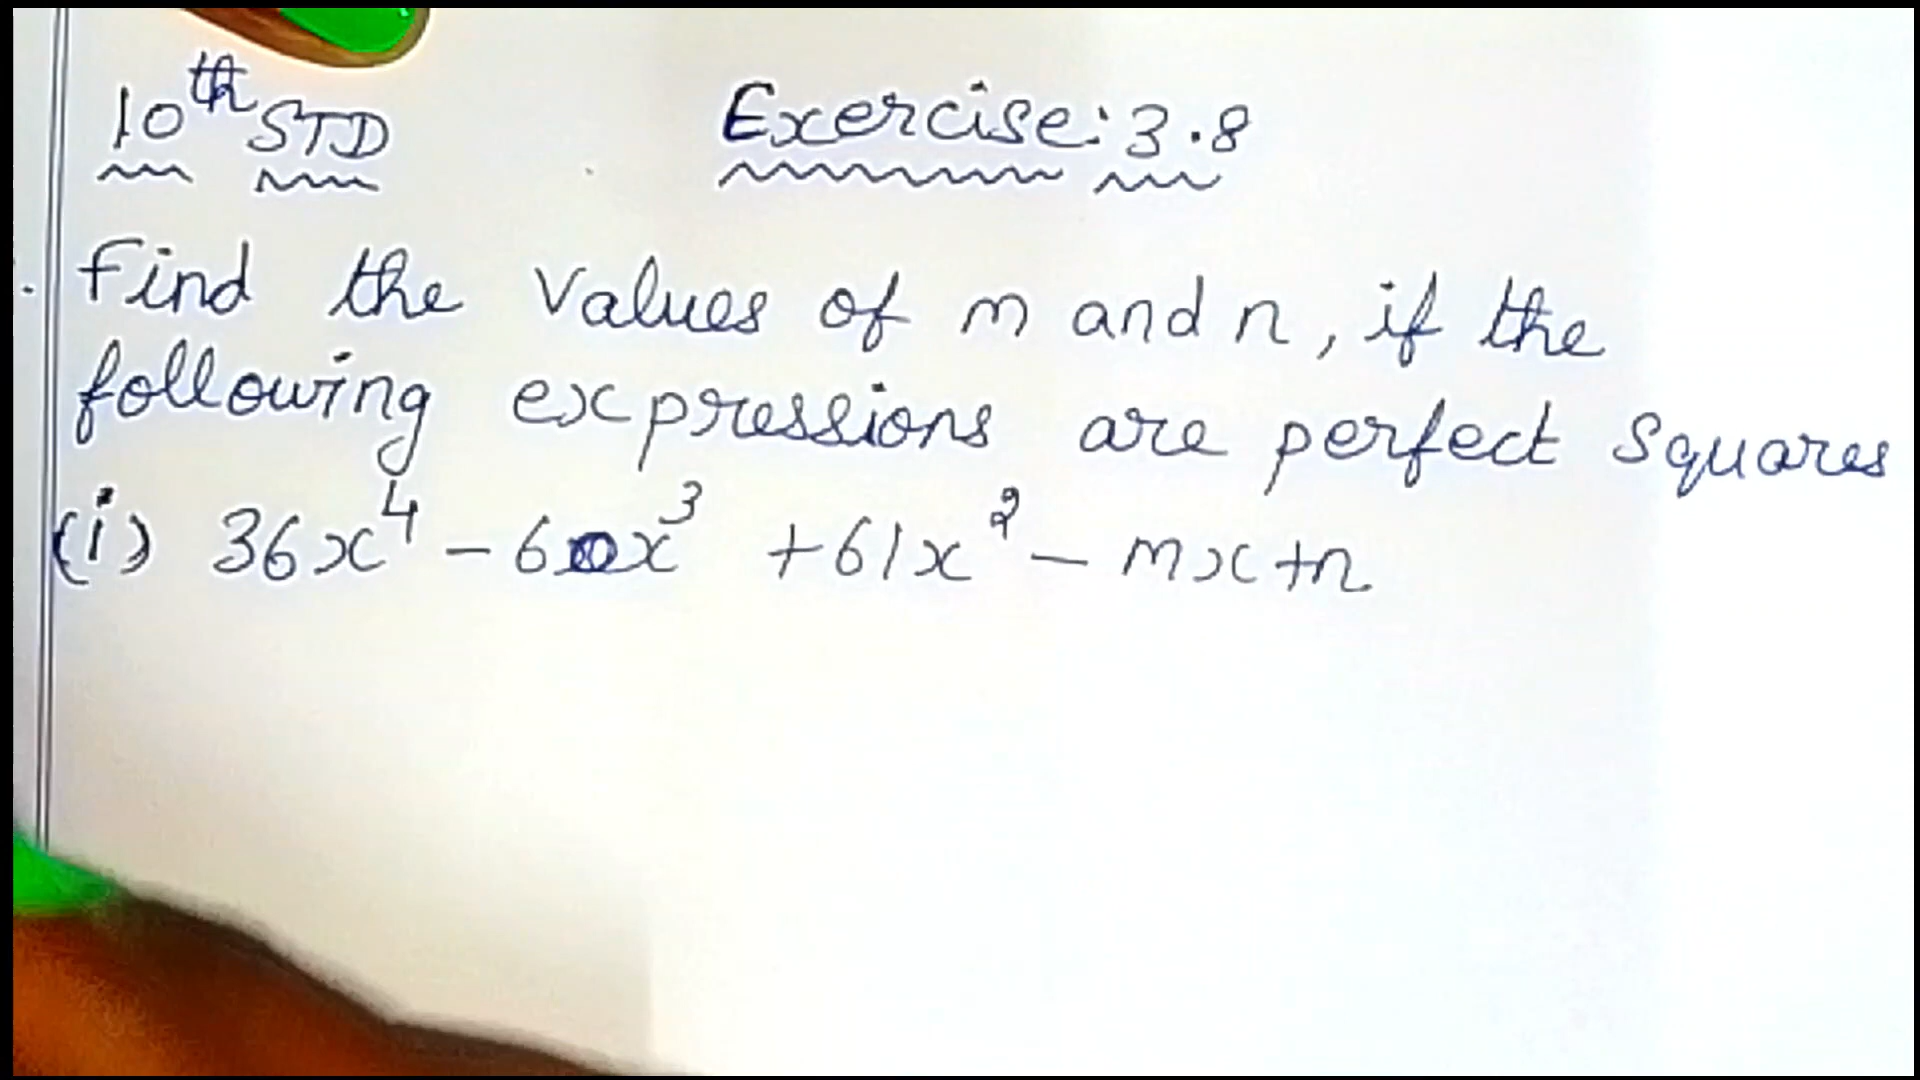 10th STD Exercise: 3.8
Find the Values of m and n, if the
following expressions are perfect Squares
(i) 36x⁴ - 60x³ + 61x² - mx + n